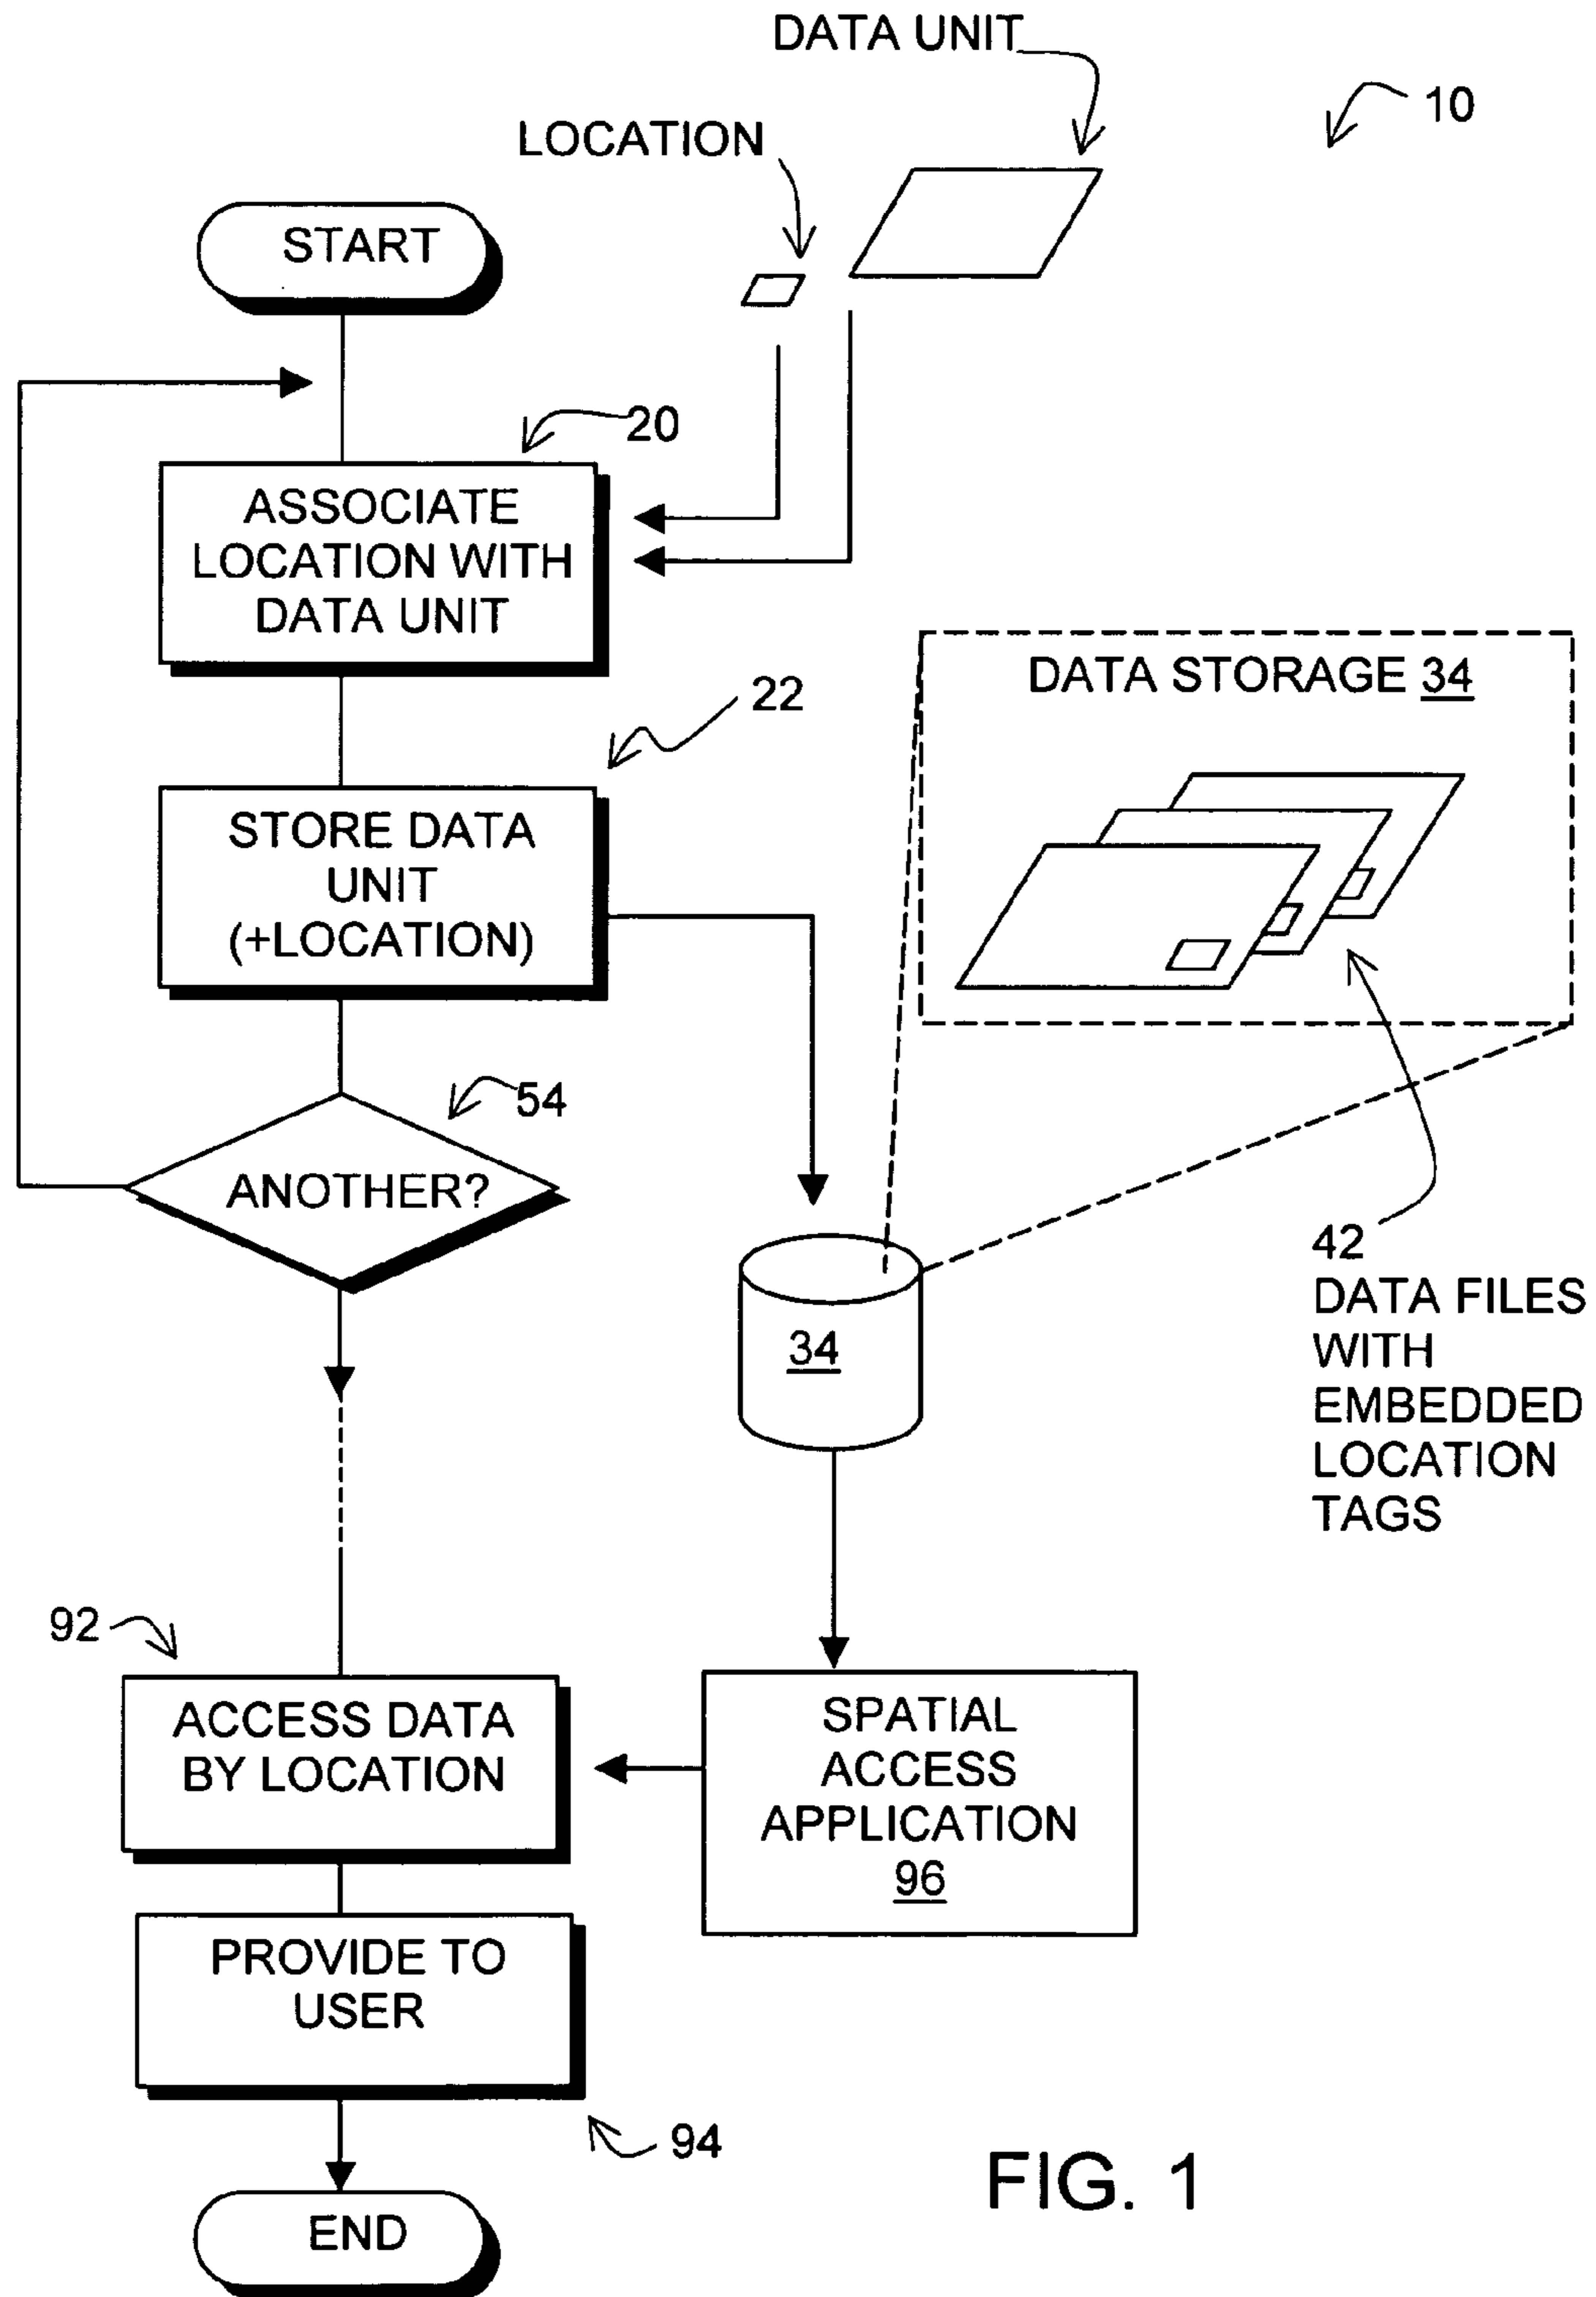 DATA UNIT
10
LOCATION
START
20
ASSOCIATE
LOCATION WITH
DATA UNIT
DATA STORAGE 34
22
STORE DATA
UNIT
(+LOCATION)
54
ANOTHER?
34
42
DATA FILES
WITH
EMBEDDED
LOCATION
TAGS
92
ACCESS DATA
BY LOCATION
SPATIAL
ACCESS
APPLICATION
96
PROVIDE TO
USER
94
FIG. 1
END